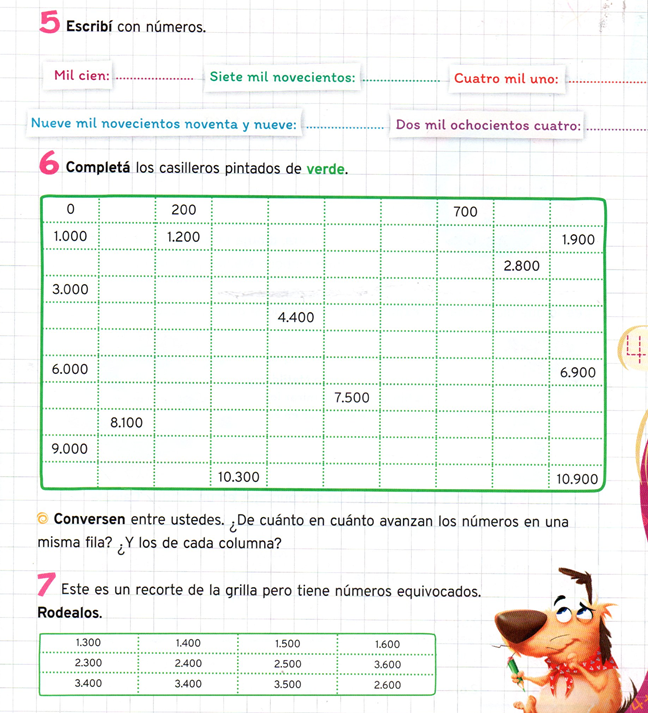 5 Escribí con números.
Mil cien: Siete mil novecientos: Cuatro mil uno:
Nueve mil novecientos noventa y nueve: Dos mil ochocientos cuatro:
6 Completá los casilleros pintados de verde.
0 200 700
1.000 1.200 1.900
2.800
3.000
4.400
6.000 6.900
7.500
8.100
9.000
10.300 10.900
Conversen entre ustedes. ¿De cuánto en cuánto avanzan los números en una
misma fila? ¿Y los de cada columna?
7 Este es un recorte de la grilla pero tiene números equivocados.
Rodealos.
1.300 1.400 1.500 1.600
2.300 2.400 2.500 3.600
3.400 3.400 3.500 2.600
4